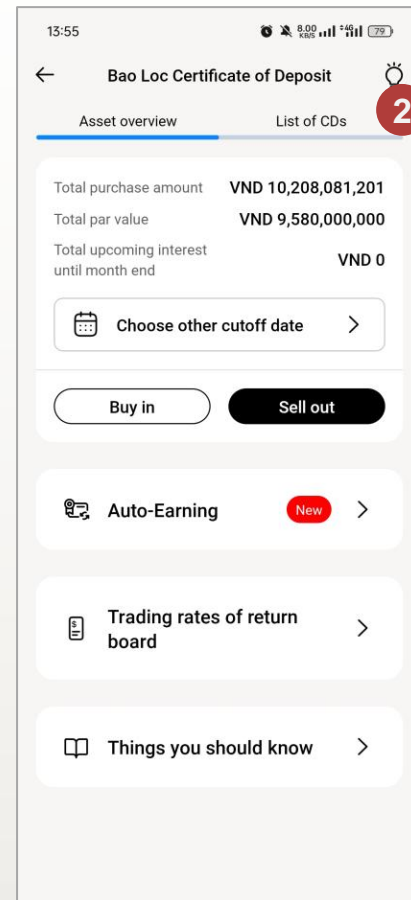 13:55
8.00 KB/S 4G 79
Bao Loc Certificate of Deposit
2
Asset overview List of CDs
Total purchase amount VND 10,208,081,201
Total par value VND 9,580,000,000
Total upcoming interest
until month end
VND 0
Choose other cutoff date
Buy in Sell out
Auto-Earning New
Trading rates of return
board
Things you should know